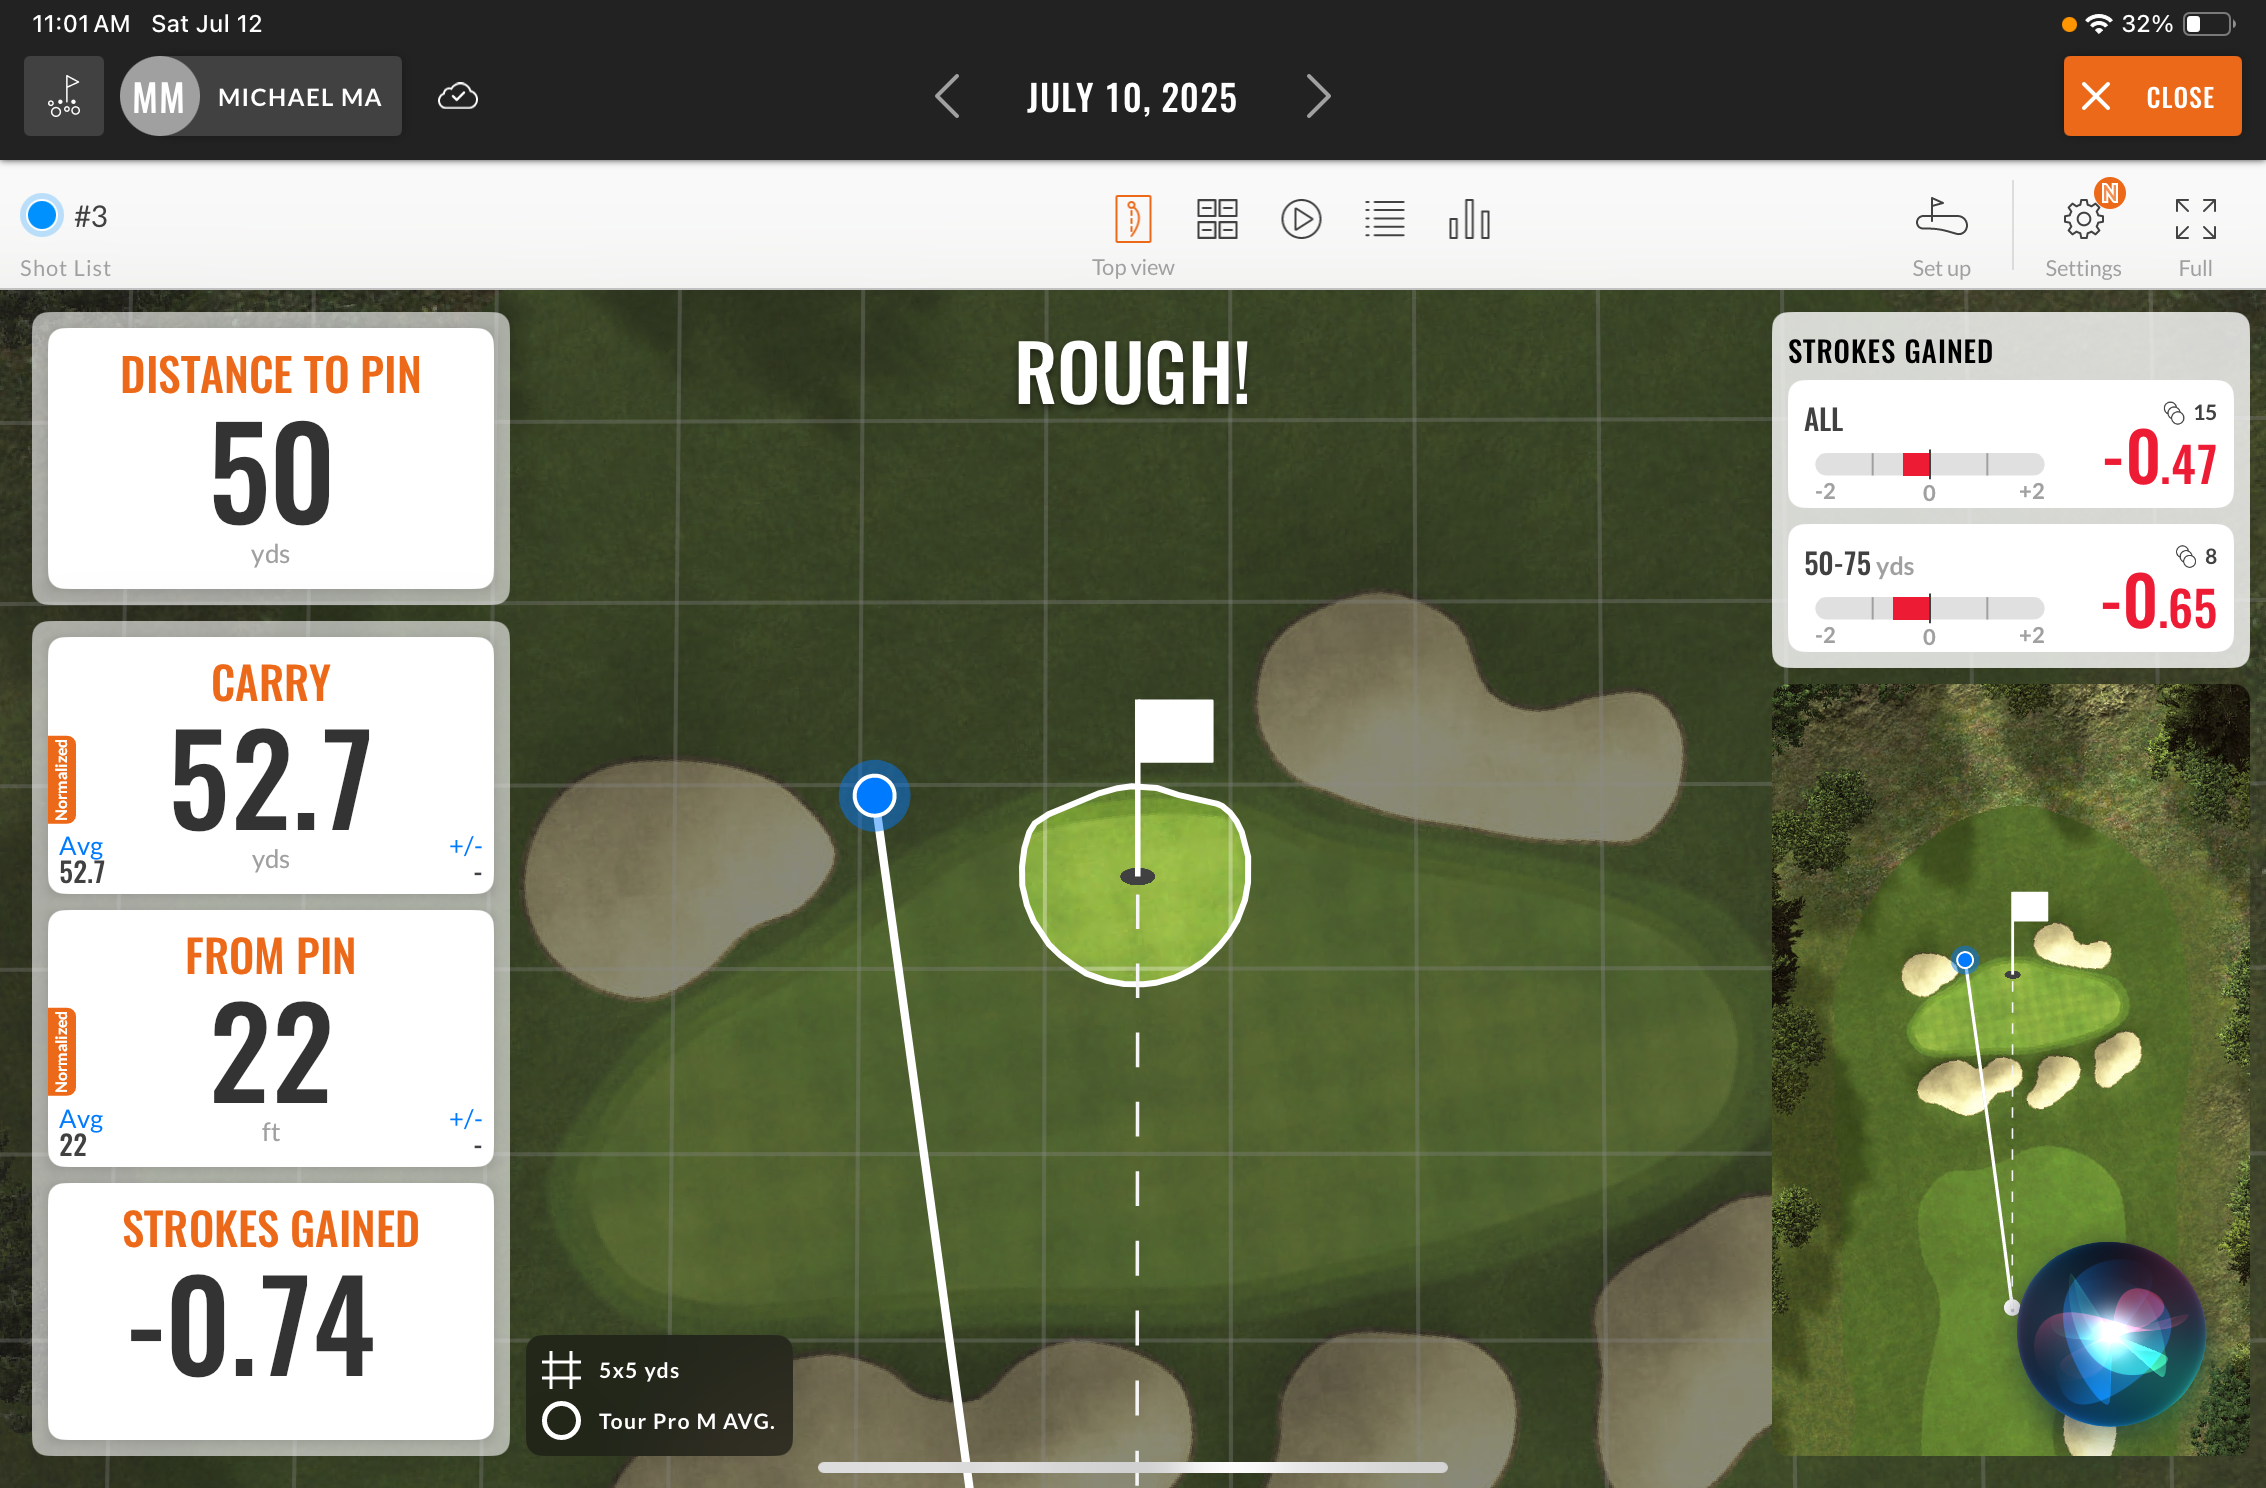 11:01 AM Sat Jul 12
32%
MM MICHAEL MA
JULY 10, 2025
CLOSE
#3
Shot List
Top view
Set up
N
Settings
Full
ROUGH!
DISTANCE TO PIN
50
yds
CARRY
Normalized
52.7
yds
Avg
52.7
+/-
-
FROM PIN
Normalized
22
ft
Avg
22
+/-
-
STROKES GAINED
-0.74
5x5 yds
Tour Pro M AVG.
STROKES GAINED
ALL
15
-0.47
-2 0 +2
50-75 yds
8
-0.65
-2 0 +2